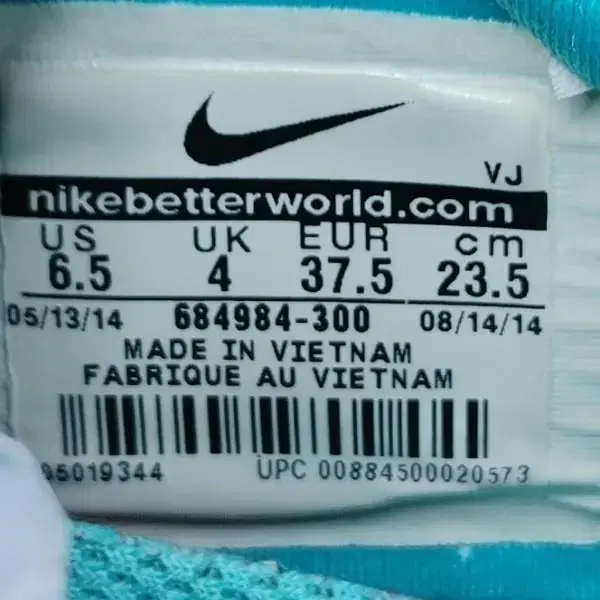 VJ
nikebetterworld.com
US UK EUR cm
6.5 4 37.5 23.5
05/13/14 684984-300 08/14/14
MADE IN VIETNAM
FABRIQUE AU VIETNAM
95019344 UPC 00884500020573